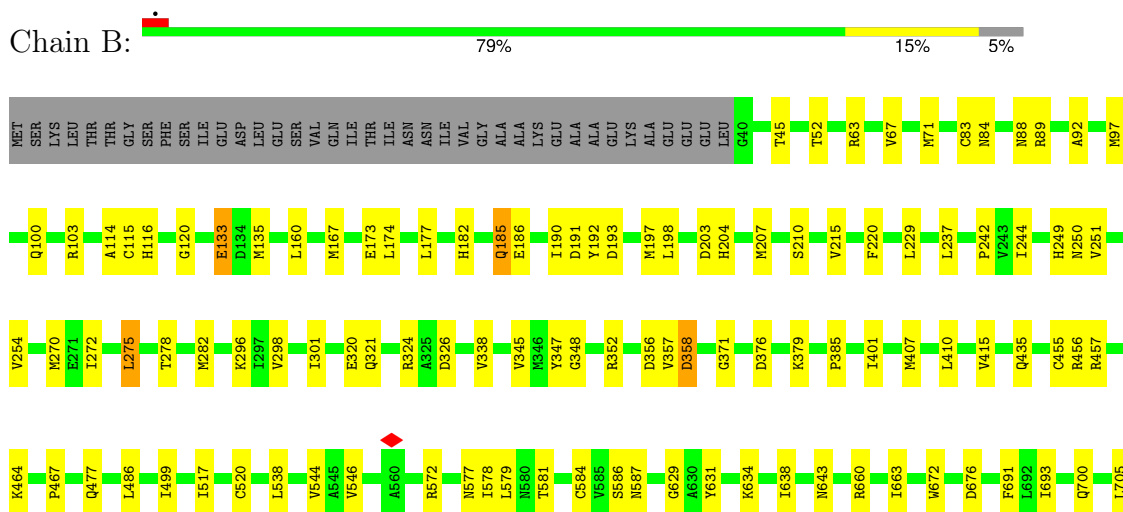 Chain B:
•
79% 15% 5%
MET SER LYS LEU THR THR GLY SER PHE SER ILE GLU ASP LEU GLU SER VAL GLN ILE THR ILE ASN ASN ILE VAL GLY ALA ALA LYS GLU ALA ALA GLU LYS ALA GLU GLU GLU LEU G40 T45 T52 R63 V67 M71 C83 N84 N88 R89 A92 M97
Q100 R103 A114 C115 H116 G120 E133 D134 M135 L160 M167 E173 L174 L177 H182 Q185 E186 I190 D191 Y192 D193 M197 L198 D203 H204 M207 S210 V215 F220 L229 L237 P242 V243 I244 H249 N250 V251
V254 M270 E271 I272 L275 T278 M282 K296 I297 V298 I301 E320 Q321 R324 A325 D326 V338 V345 M346 Y347 G348 R352 D356 V357 D358 G371 D376 K379 P385 I401 M407 L410 V415 Q435 C455 R456 R457
K464 P467 Q477 L486 I499 I517 C520 L538 V544 A545 V546 A560 R572 N577 I578 L579 N580 T581 C584 V585 S586 N587 G629 A630 Y631 K634 I638 N643 R660 I663 W672 D676 F691 L692 I693 Q700 L705